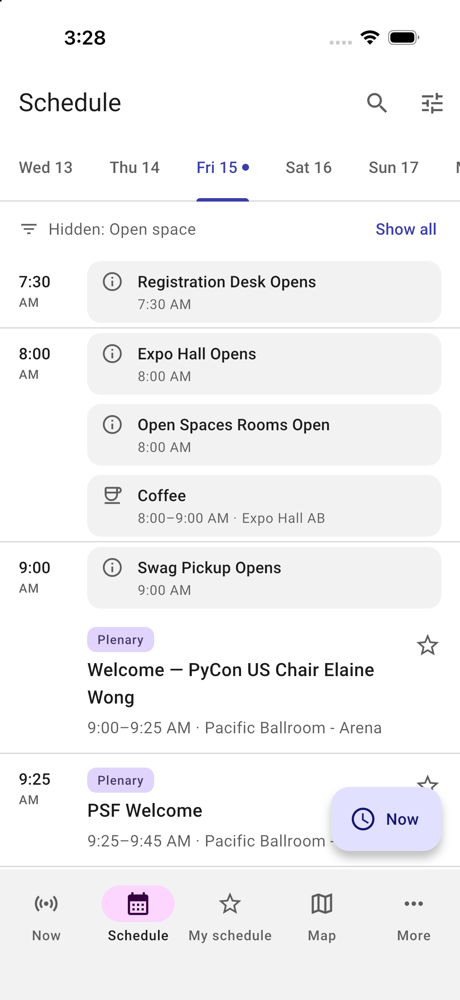 3:28
Schedule
Wed 13 Thu 14 Fri 15 Sat 16 Sun 17
Hidden: Open space Show all
7:30
AM
Registration Desk Opens
7:30 AM
8:00
AM
Expo Hall Opens
8:00 AM
Open Spaces Rooms Open
8:00 AM
Coffee
8:00–9:00 AM · Expo Hall AB
9:00
AM
Swag Pickup Opens
9:00 AM
Plenary
Welcome — PyCon US Chair Elaine
Wong
9:00–9:25 AM · Pacific Ballroom - Arena
9:25
AM
Plenary
PSF Welcome
9:25–9:45 AM · Pacific Ballroom -
Now
Now Schedule My schedule Map More